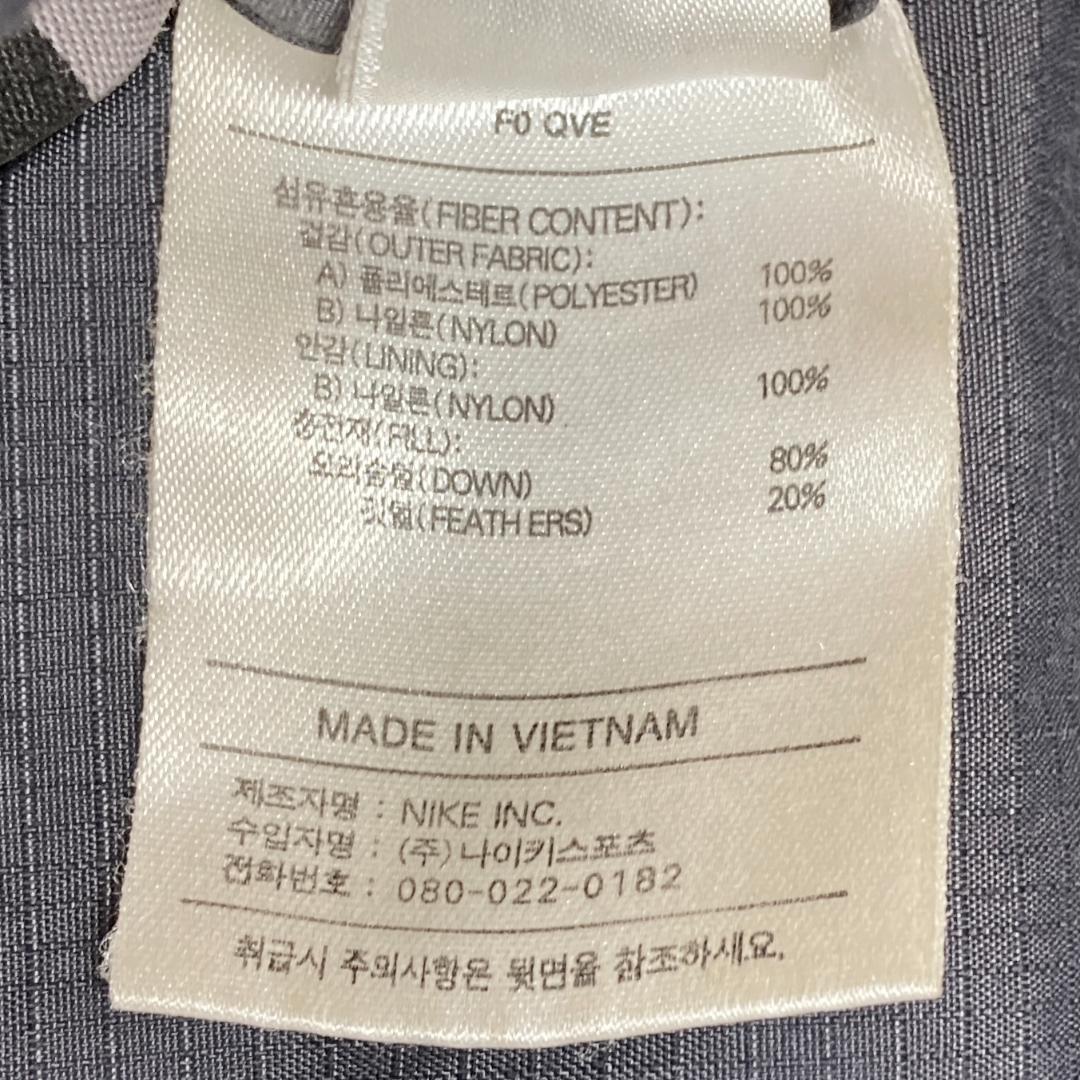 F0 QVE
섬유혼용율(FIBER CONTENT):
겉감(OUTER FABRIC):
A) 폴리에스테르(POLYESTER) 100%
B) 나일론(NYLON) 100%
안감(LINING):
B) 나일론(NYLON) 100%
충전재(FILL):
오리솜털(DOWN) 80%
깃털(FEATHERS) 20%
MADE IN VIETNAM
제조자명 : NIKE INC.
수입자명 : (주)나이키스포츠
전화번호 : 080-022-0182
취급시 주의사항은 뒷면을 참조하세요.